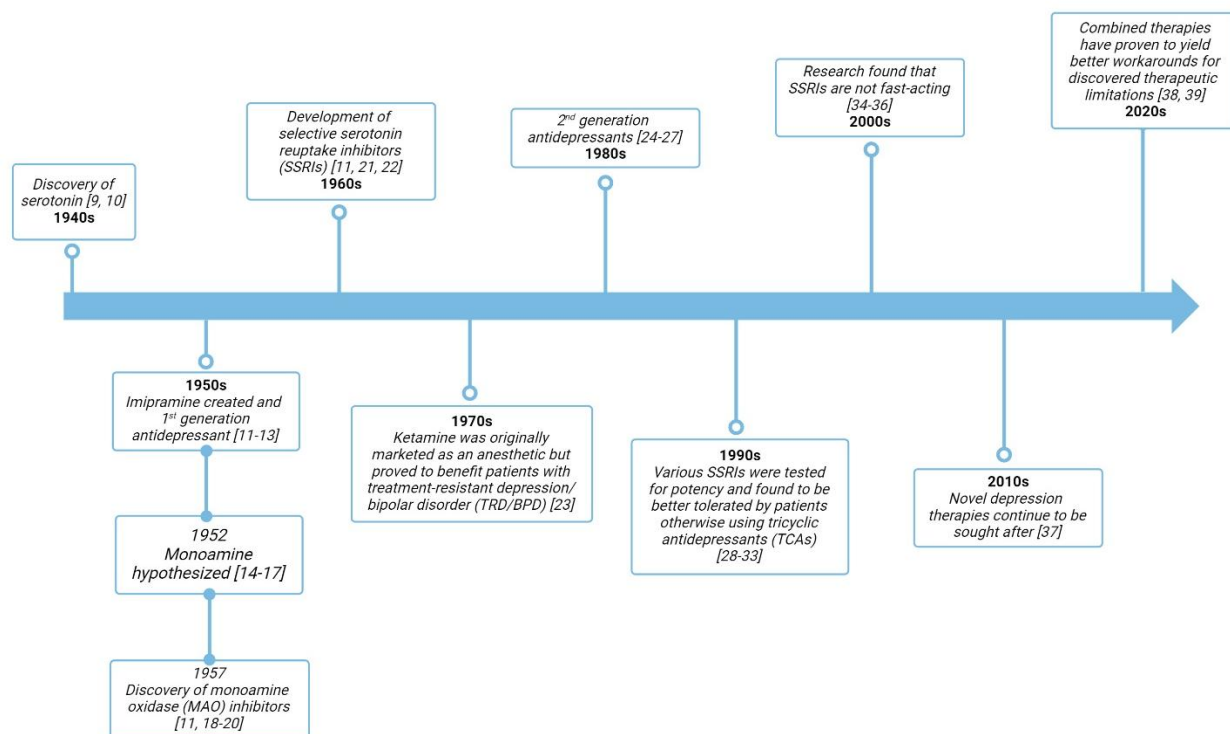 Discovery of
serotonin [9, 10]
1940s
Development of
selective serotonin
reuptake inhibitors
(SSRIs) [11, 21, 22]
1960s
2nd generation
antidepressants [24-27]
1980s
Research found that
SSRIs are not fast-acting
[34-36]
2000s
Combined therapies
have proven to yield
better workarounds for
discovered therapeutic
limitations [38, 39]
2020s
1950s
Imipramine created and
1st generation
antidepressant [11-13]
1952
Monoamine
hypothesized [14-17]
1957
Discovery of monoamine
oxidase (MAO) inhibitors
[11, 18-20]
1970s
Ketamine was originally
marketed as an anesthetic but
proved to benefit patients with
treatment-resistant depression/
bipolar disorder (TRD/BPD) [23]
1990s
Various SSRIs were tested
for potency and found to be
better tolerated by patients
otherwise using tricyclic
antidepressants (TCAs)
[28-33]
2010s
Novel depression
therapies continue to be
sought after [37]